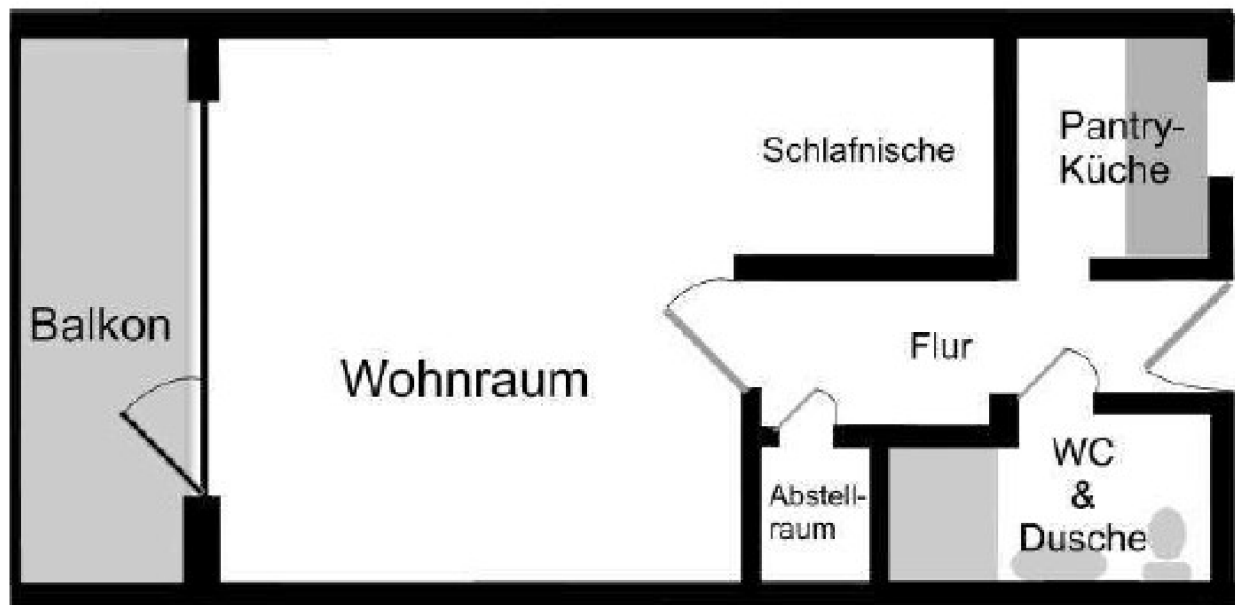 Schlafnische
Pantry-
Küche
Balkon
Wohnraum
Flur
Abstell-
raum
WC
&
Dusche